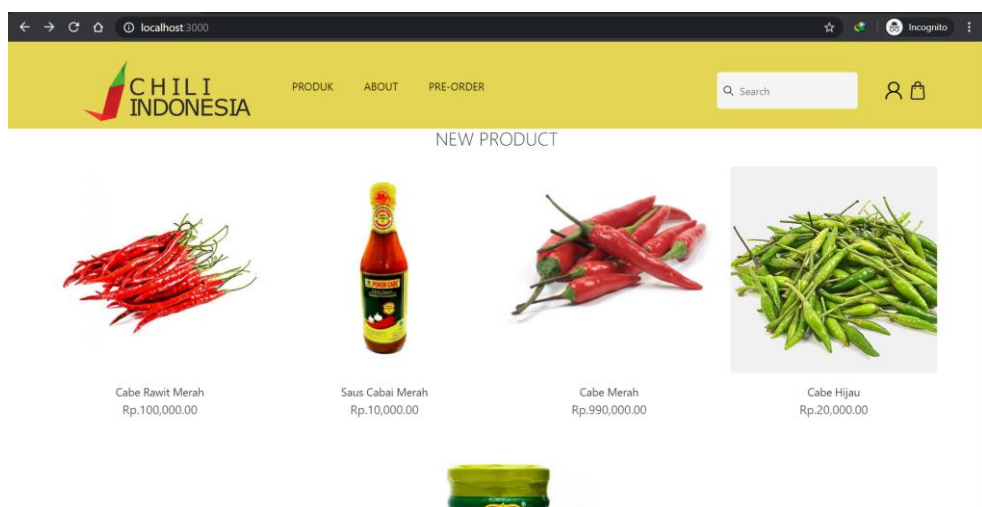 localhost:3000
Incognito
CHILI
INDONESIA
PRODUK
ABOUT
PRE-ORDER
Search
NEW PRODUCT
Cabe Rawit Merah
Rp.100,000.00
Saus Cabai Merah
Rp.10,000.00
Cabe Merah
Rp.990,000.00
Cabe Hijau
Rp.20,000.00